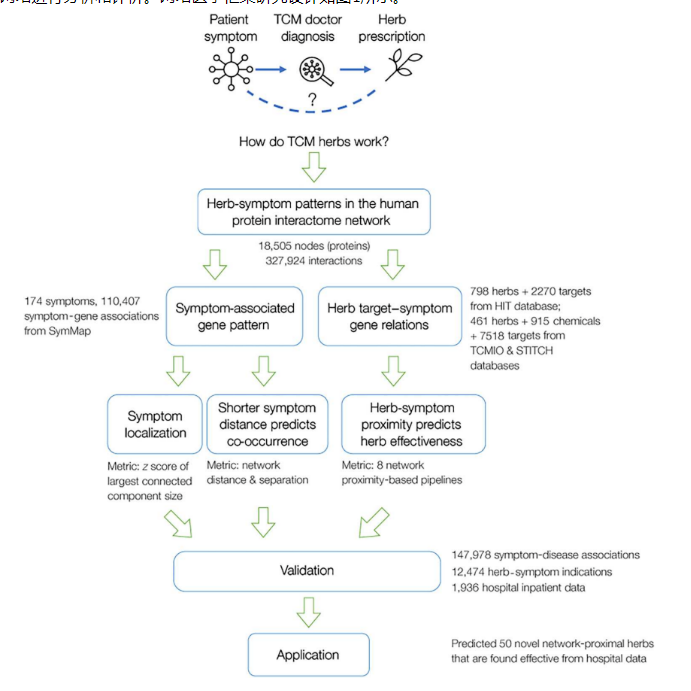 Patient
symptom
TCM doctor
diagnosis
Herb
prescription
?
How do TCM herbs work?
Herb-symptom patterns in the human
protein interactome network
18,505 nodes (proteins)
327,924 interactions
174 symptoms, 110,407
symptom-gene associations
from SymMap
Symptom-associated
gene pattern
Herb target–symptom
gene relations
798 herbs + 2270 targets
from HIT database;
461 herbs + 915 chemicals
+ 7518 targets from
TCMIO & STITCH
databases
Symptom
localization
Shorter symptom
distance predicts
co-occurrence
Herb-symptom
proximity predicts
herb effectiveness
Metric: z score of
largest connected
component size
Metric: network
distance & separation
Metric: 8 network
proximity-based pipelines
Validation
147,978 symptom-disease associations
12,474 herb-symptom indications
1,936 hospital inpatient data
Application
Predicted 50 novel network-proximal herbs
that are found effective from hospital data